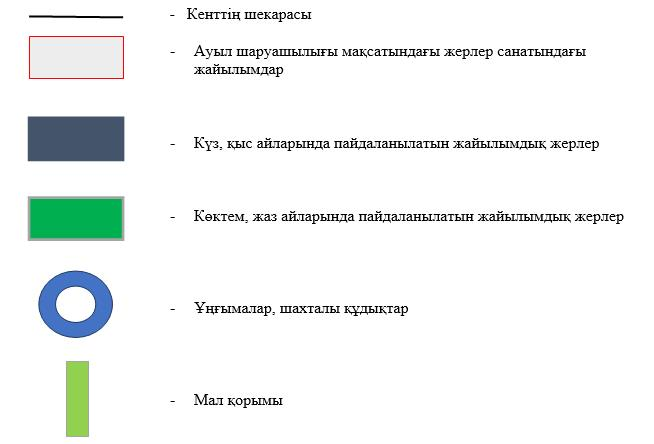 - Кенттің шекарасы
- Ауыл шаруашылығы мақсатындағы жерлер санатындағы
жайылымдар
- Күз, қыс айларында пайдаланылатын жайылымдық жерлер
- Көктем, жаз айларында пайдаланылатын жайылымдық жерлер
- Ұңғымалар, шахталы құдықтар
- Мал қорымы